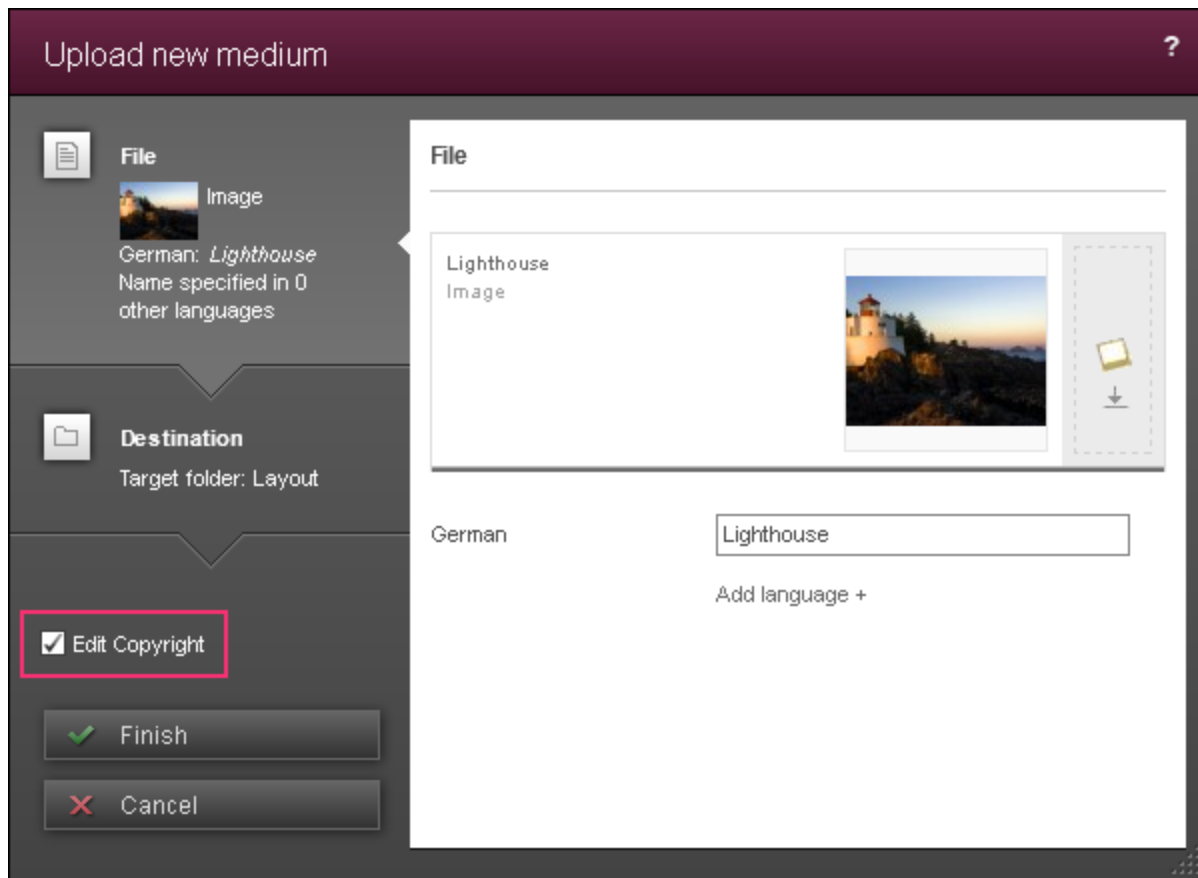 Upload new medium
?
File
Image
German: Lighthouse
Name specified in 0
other languages
Destination
Target folder: Layout
Edit Copyright
Finish
Cancel
File
Lighthouse
Image
German
Lighthouse
Add language +